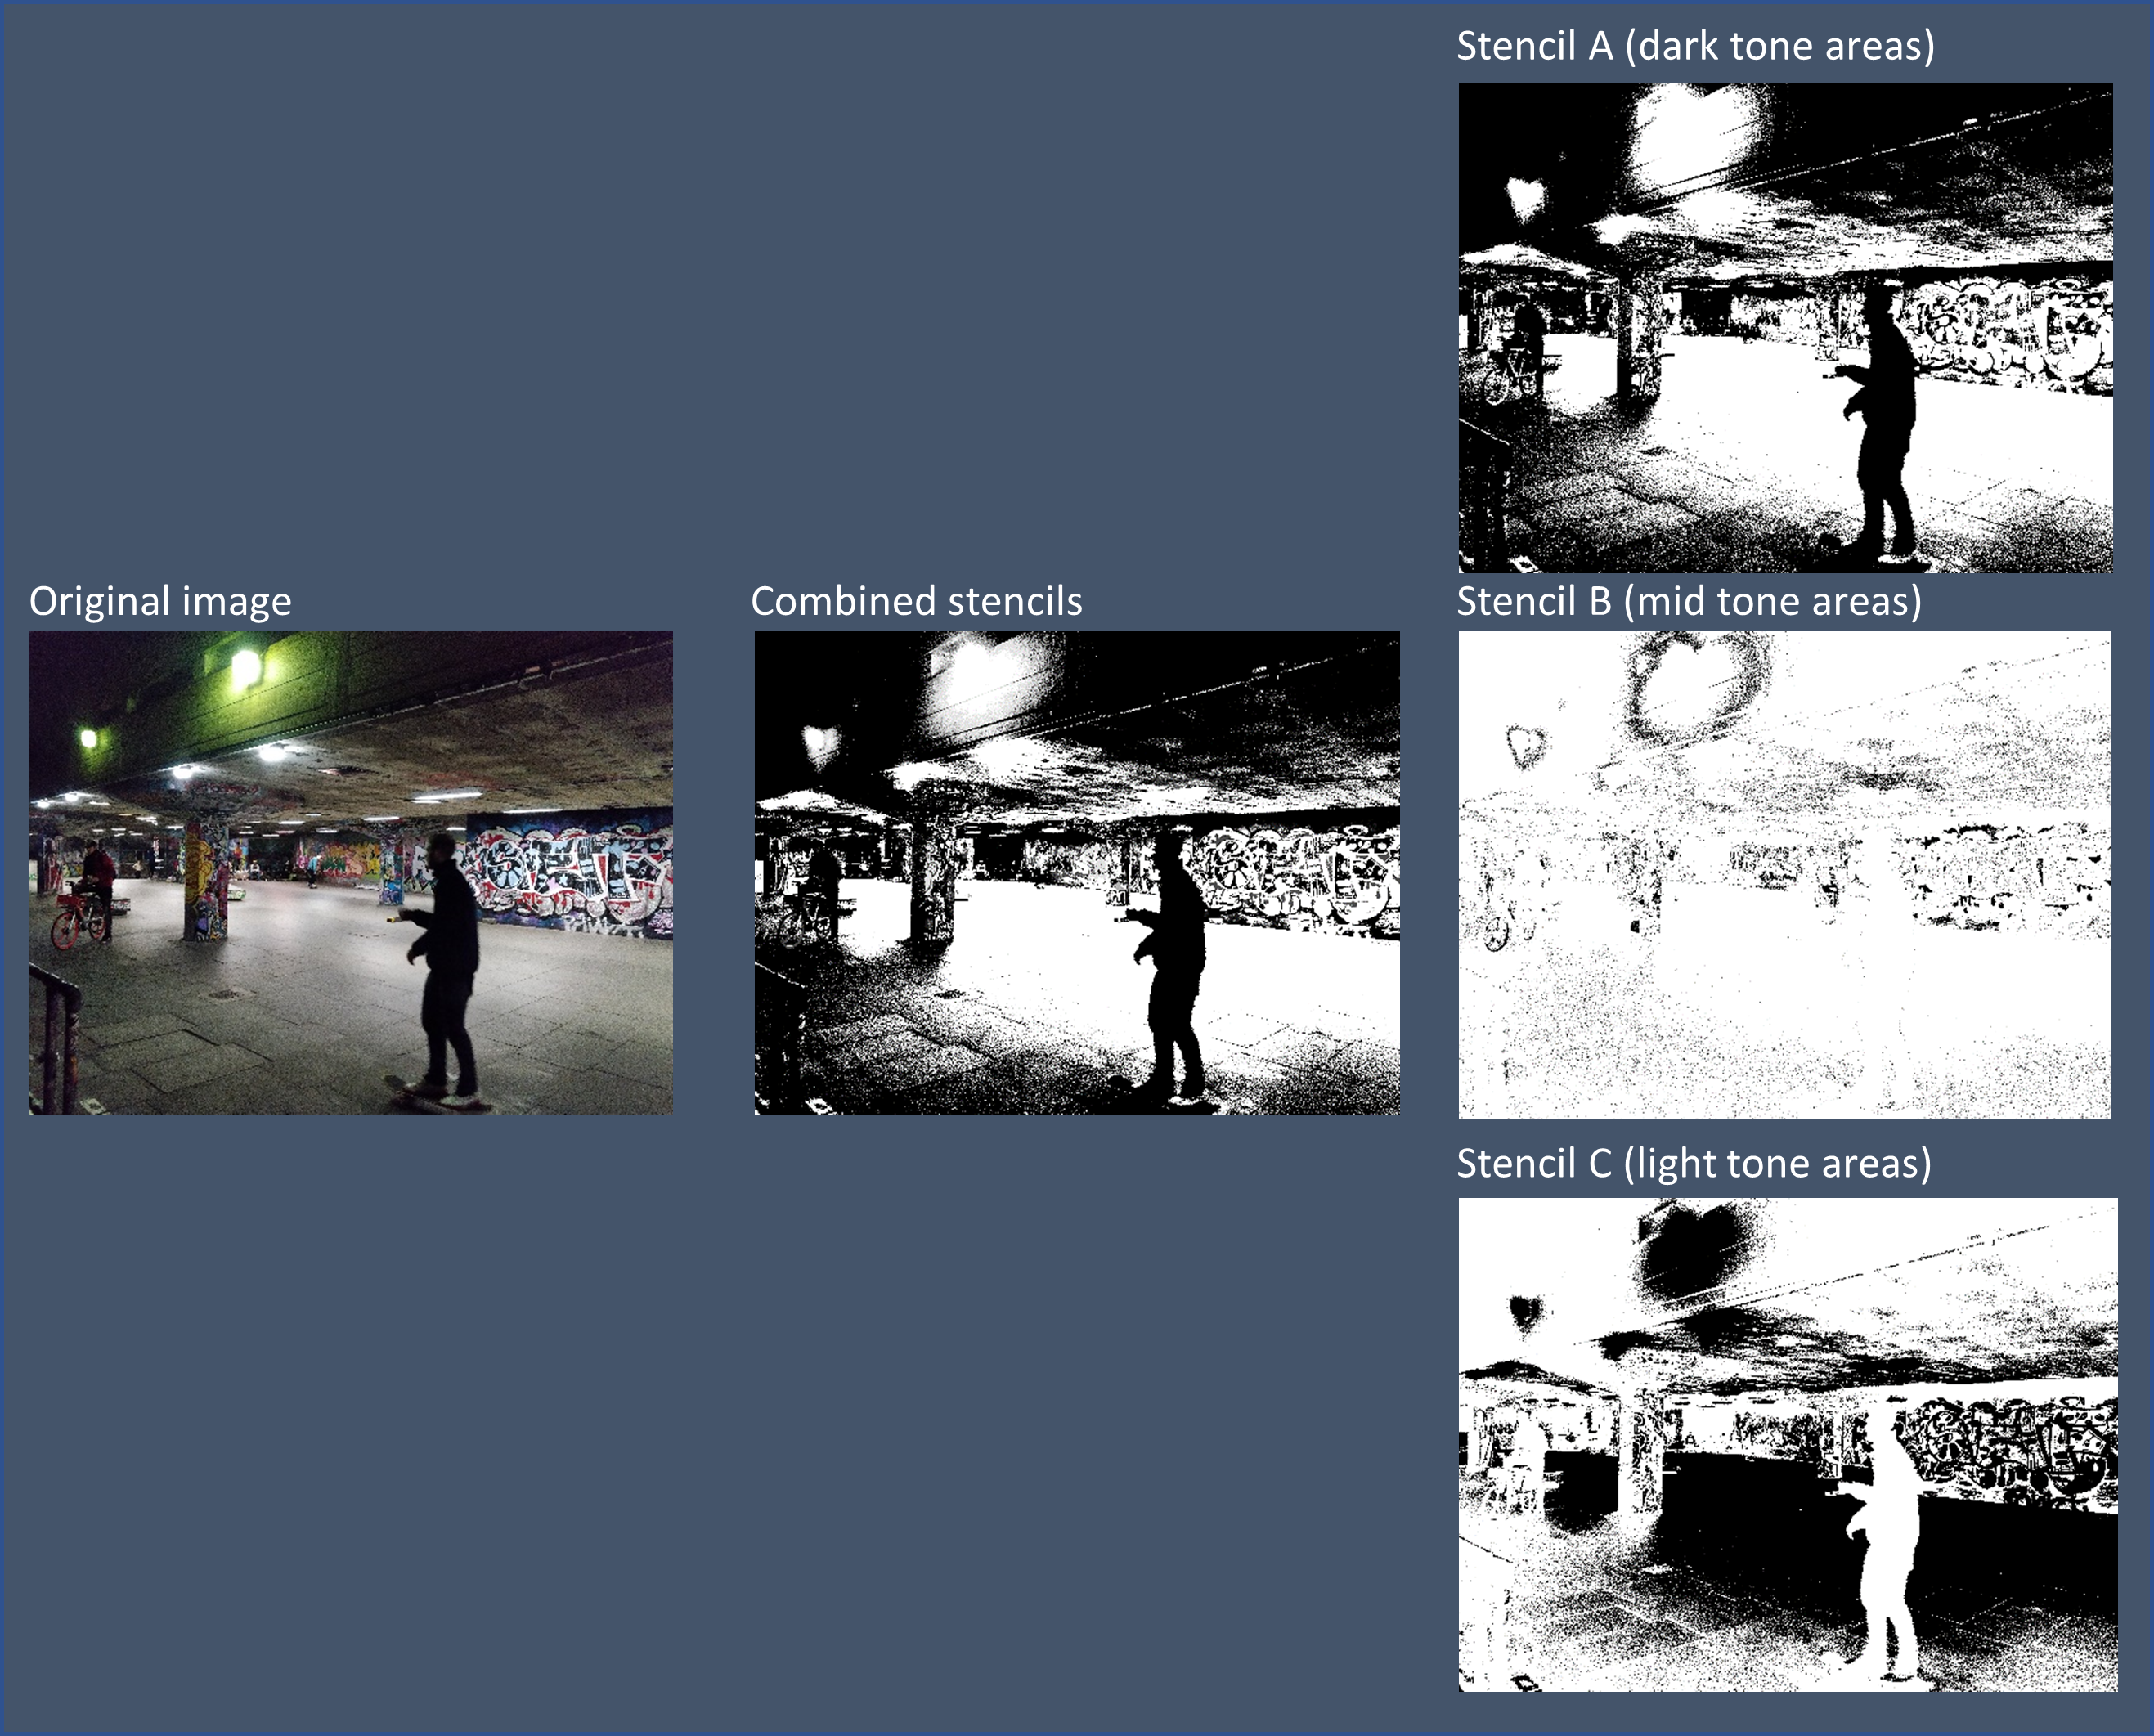 Stencil A (dark tone areas)
Original image
Combined stencils
Stencil B (mid tone areas)
Stencil C (light tone areas)